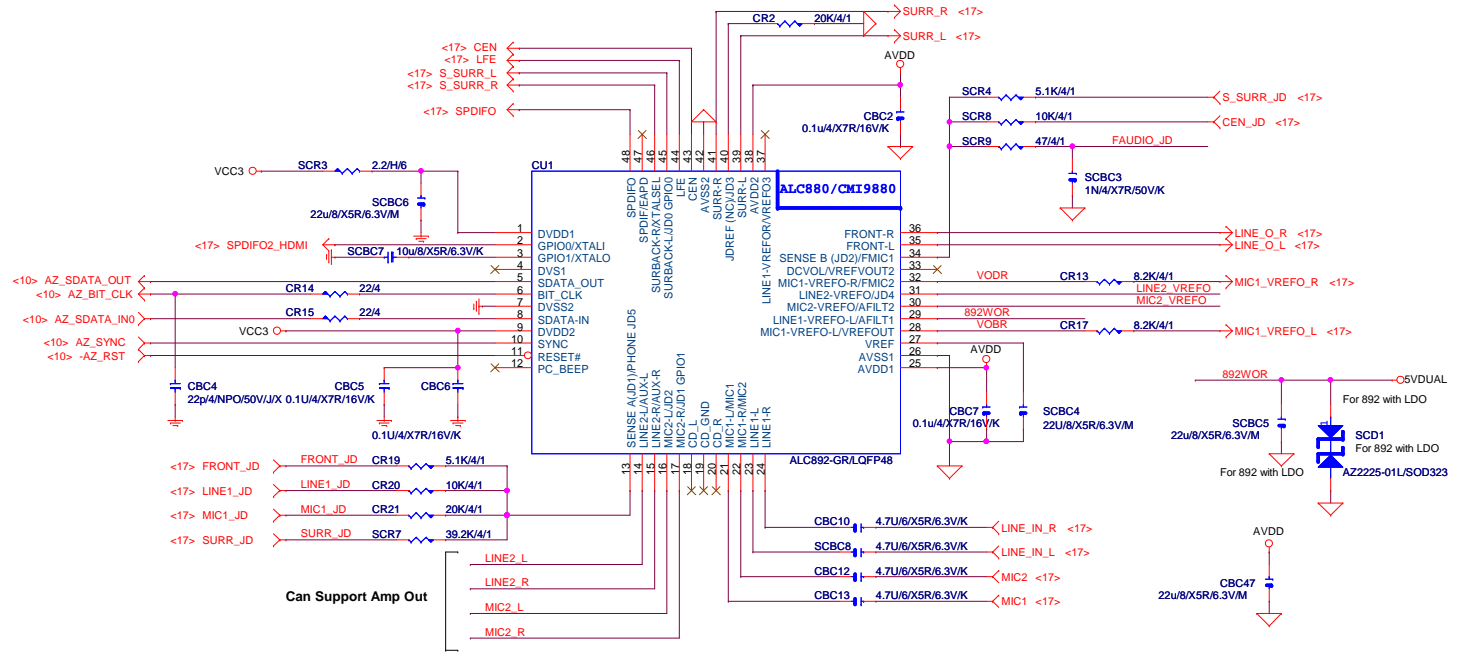 CR2 20K/4/1 SURR_R <17>
SURR_L <17>
<17> CEN
<17> LFE
<17> S_SURR_L
<17> S_SURR_R
<17> SPDIFO
AVDD
CBC2
0.1u/4/X7R/16V/K
SCR4 5.1K/4/1 S_SURR_JD <17>
SCR8 10K/4/1 CEN_JD <17>
SCR9 47/4/1 FAUDIO_JD
SCBC3
1N/4/X7R/50V/K
VCC3 SCR3 2.2/H/6
SCBC6
22u/8/X5R/6.3V/M
CU1
ALC880/CMI9880
48 47 46 45 44 43 42 41 40 39 38 37
SPDIFO
SPDIF/EAPD
SURBACK-R/XTALSEL
SURBACK-L/JD0 GPIO0
LFE
CEN
AVSS2
SURR-R
JDREF (NC)/JD3
SURR-L
AVDD2
LINE1-VREFOR/VREFO3
1 DVDD1
2 GPIO0/XTALI
3 GPIO1/XTALO
4 DVS1
5 SDATA_OUT
6 BIT_CLK
7 DVSS2
8 SDATA-IN
9 DVDD2
10 SYNC
11 RESET#
12 PC_BEEP
<17> SPDIFO2_HDMI
SCBC7 10u/8/X5R/6.3V/K
<10> AZ_SDATA_OUT
<10> AZ_BIT_CLK CR14 22/4
<10> AZ_SDATA_IN0 CR15 22/4
VCC3
<10> AZ_SYNC
<10> -AZ_RST
CBC4
22p/4/NPO/50V/J/X
CBC5
0.1U/4/X7R/16V/K
CBC6
0.1U/4/X7R/16V/K
FRONT-R 36 LINE_O_R <17>
FRONT-L 35 LINE_O_L <17>
SENSE B (JD2)/FMIC1 34
DCVOL/VREFVOUT2 33
MIC1-VREFO-R/FMIC2 32 VODR CR13 8.2K/4/1 MIC1_VREFO_R <17>
LINE2-VREFO/JD4 31 LINE2_VREFO
MIC2-VREFO/AFILT2 30 MIC2_VREFO
LINE1-VREFO-L/AFILT1 29 892WOR
MIC1-VREFO-L/VREFOUT 28 VOBR CR17 8.2K/4/1 MIC1_VREFO_L <17>
VREF 27
AVSS1 26
AVDD1 25
AVDD
CBC7
0.1u/4/X7R/16V/K
SCBC4
22U/8/X5R/6.3V/M
892WOR 5VDUAL
For 892 with LDO
SCBC5
22u/8/X5R/6.3V/M
For 892 with LDO
SCD1
For 892 with LDO
AZ2225-01L/SOD323
SENSE A(JD1)/PHONE JD5
LINE2-L/AUX-L
LINE2-R/AUX-R
MIC2-L/JD2
MIC2-R/JD1 GPIO1
CD_L
CD_GND
CD_R
MIC1-L/MIC1
MIC1-R/MIC2
LINE1-L
LINE1-R
13 14 15 16 17 18 19 20 21 22 23 24
ALC892-GR/LQFP48
<17> FRONT_JD FRONT_JD CR19 5.1K/4/1
<17> LINE1_JD LINE1_JD CR20 10K/4/1
<17> MIC1_JD MIC1_JD CR21 20K/4/1
<17> SURR_JD SURR_JD SCR7 39.2K/4/1
Can Support Amp Out
LINE2_L
LINE2_R
MIC2_L
MIC2_R
CBC10 4.7U/6/X5R/6.3V/K LINE_IN_R <17>
SCBC8 4.7U/6/X5R/6.3V/K LINE_IN_L <17>
CBC12 4.7U/6/X5R/6.3V/K MIC2 <17>
CBC13 4.7U/6/X5R/6.3V/K MIC1 <17>
AVDD
CBC47
22u/8/X5R/6.3V/M